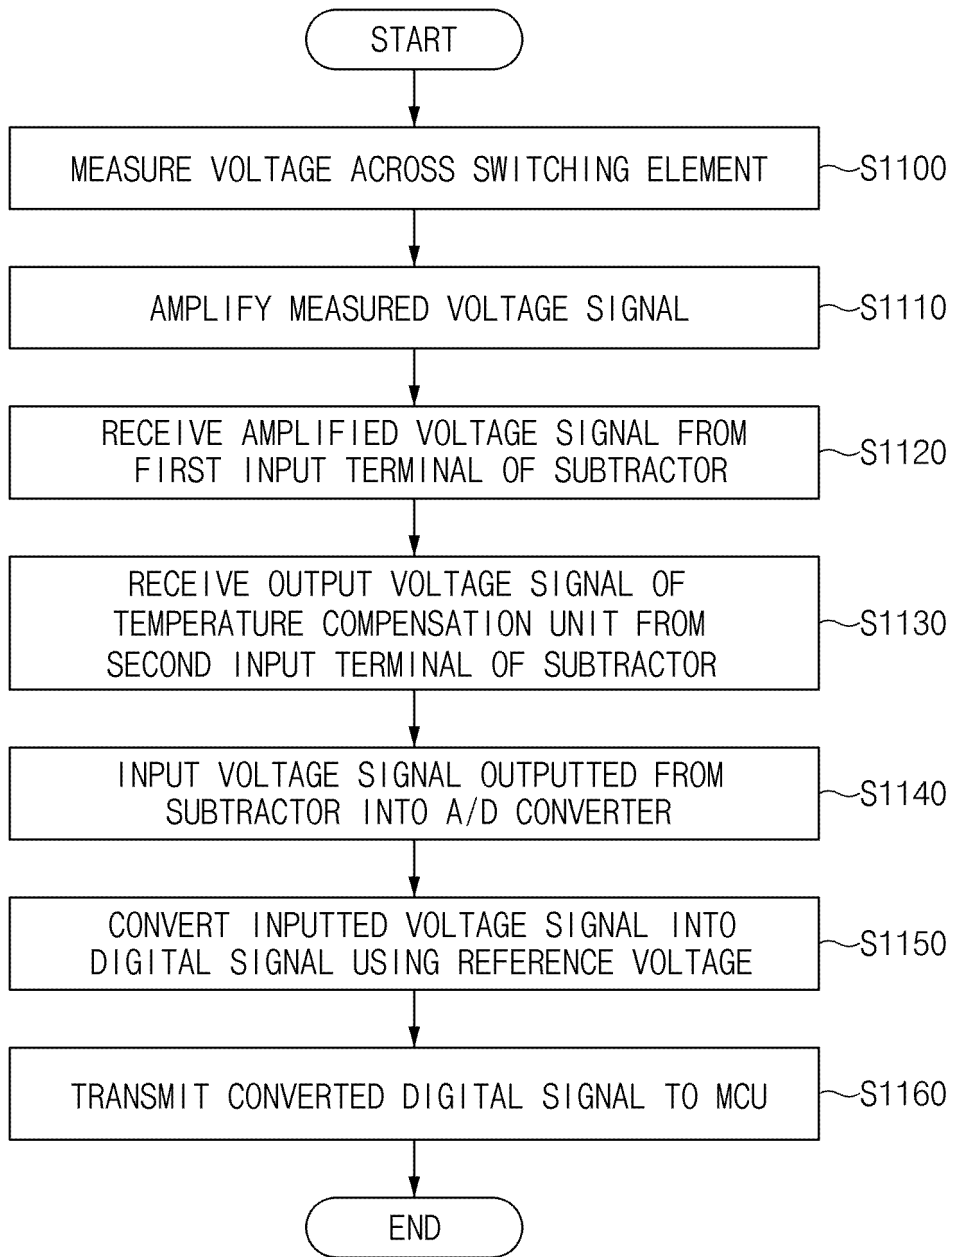 START
MEASURE VOLTAGE ACROSS SWITCHING ELEMENT
S1100
AMPLIFY MEASURED VOLTAGE SIGNAL
S1110
RECEIVE AMPLIFIED VOLTAGE SIGNAL FROM
FIRST INPUT TERMINAL OF SUBTRACTOR
S1120
RECEIVE OUTPUT VOLTAGE SIGNAL OF
TEMPERATURE COMPENSATION UNIT FROM
SECOND INPUT TERMINAL OF SUBTRACTOR
S1130
INPUT VOLTAGE SIGNAL OUTPUTTED FROM
SUBTRACTOR INTO A/D CONVERTER
S1140
CONVERT INPUTTED VOLTAGE SIGNAL INTO
DIGITAL SIGNAL USING REFERENCE VOLTAGE
S1150
TRANSMIT CONVERTED DIGITAL SIGNAL TO MCU
S1160
END